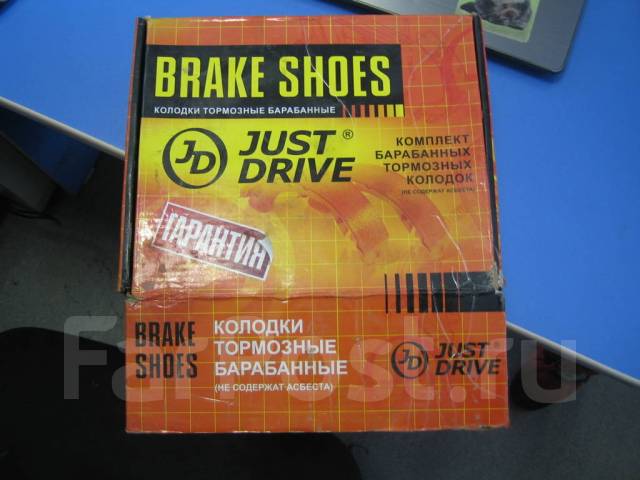 BRAKE SHOES
КОЛОДКИ ТОРМОЗНЫЕ БАРАБАННЫЕ
JD JUST DRIVE ®
КОМПЛЕКТ
БАРАБАННЫХ
ТОРМОЗНЫХ
КОЛОДОК
(НЕ СОДЕРЖАТ АСБЕСТА)
ГАРАНТИЯ
BRAKE
SHOES
КОЛОДКИ
ТОРМОЗНЫЕ
БАРАБАННЫЕ
(НЕ СОДЕРЖАТ АСБЕСТА)
JD JUST
DRIVE
FarPost.ru